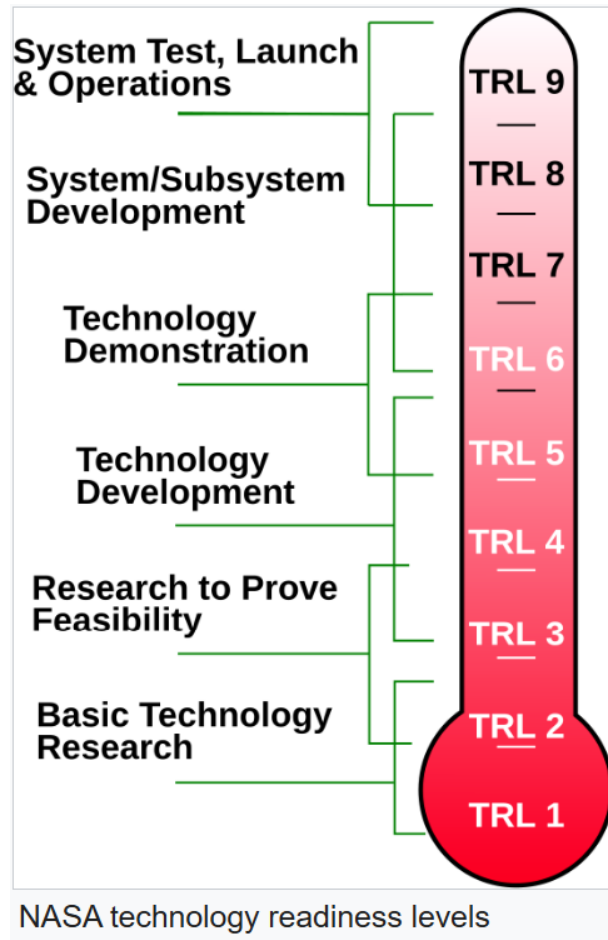 System Test, Launch
& Operations
System/Subsystem
Development
Technology
Demonstration
Technology
Development
Research to Prove
Feasibility
Basic Technology
Research
TRL 9
TRL 8
TRL 7
TRL 6
TRL 5
TRL 4
TRL 3
TRL 2
TRL 1
NASA technology readiness levels